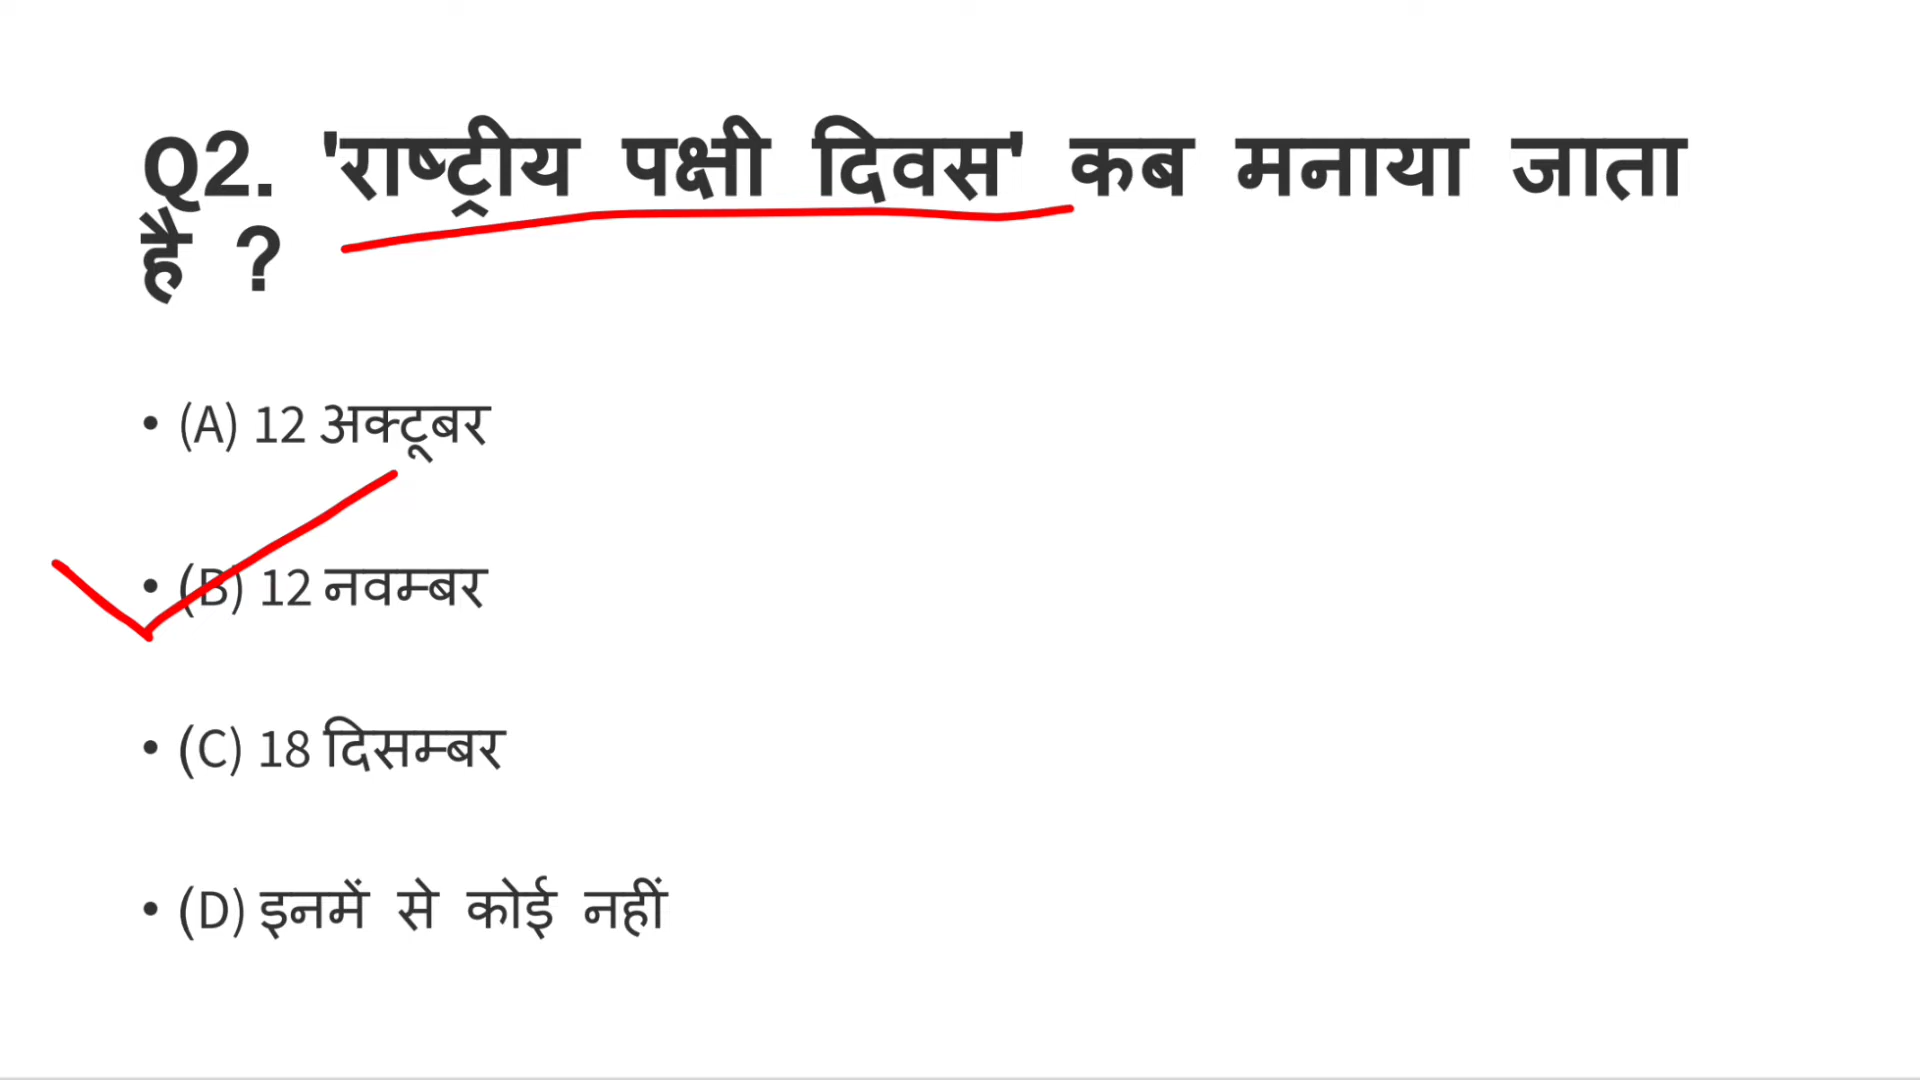 Q2. 'राष्ट्रीय पक्षी दिवस' कब मनाया जाता
है ?
• (A) 12 अक्टूबर
• (B) 12 नवम्बर
• (C) 18 दिसम्बर
• (D) इनमें से कोई नहीं